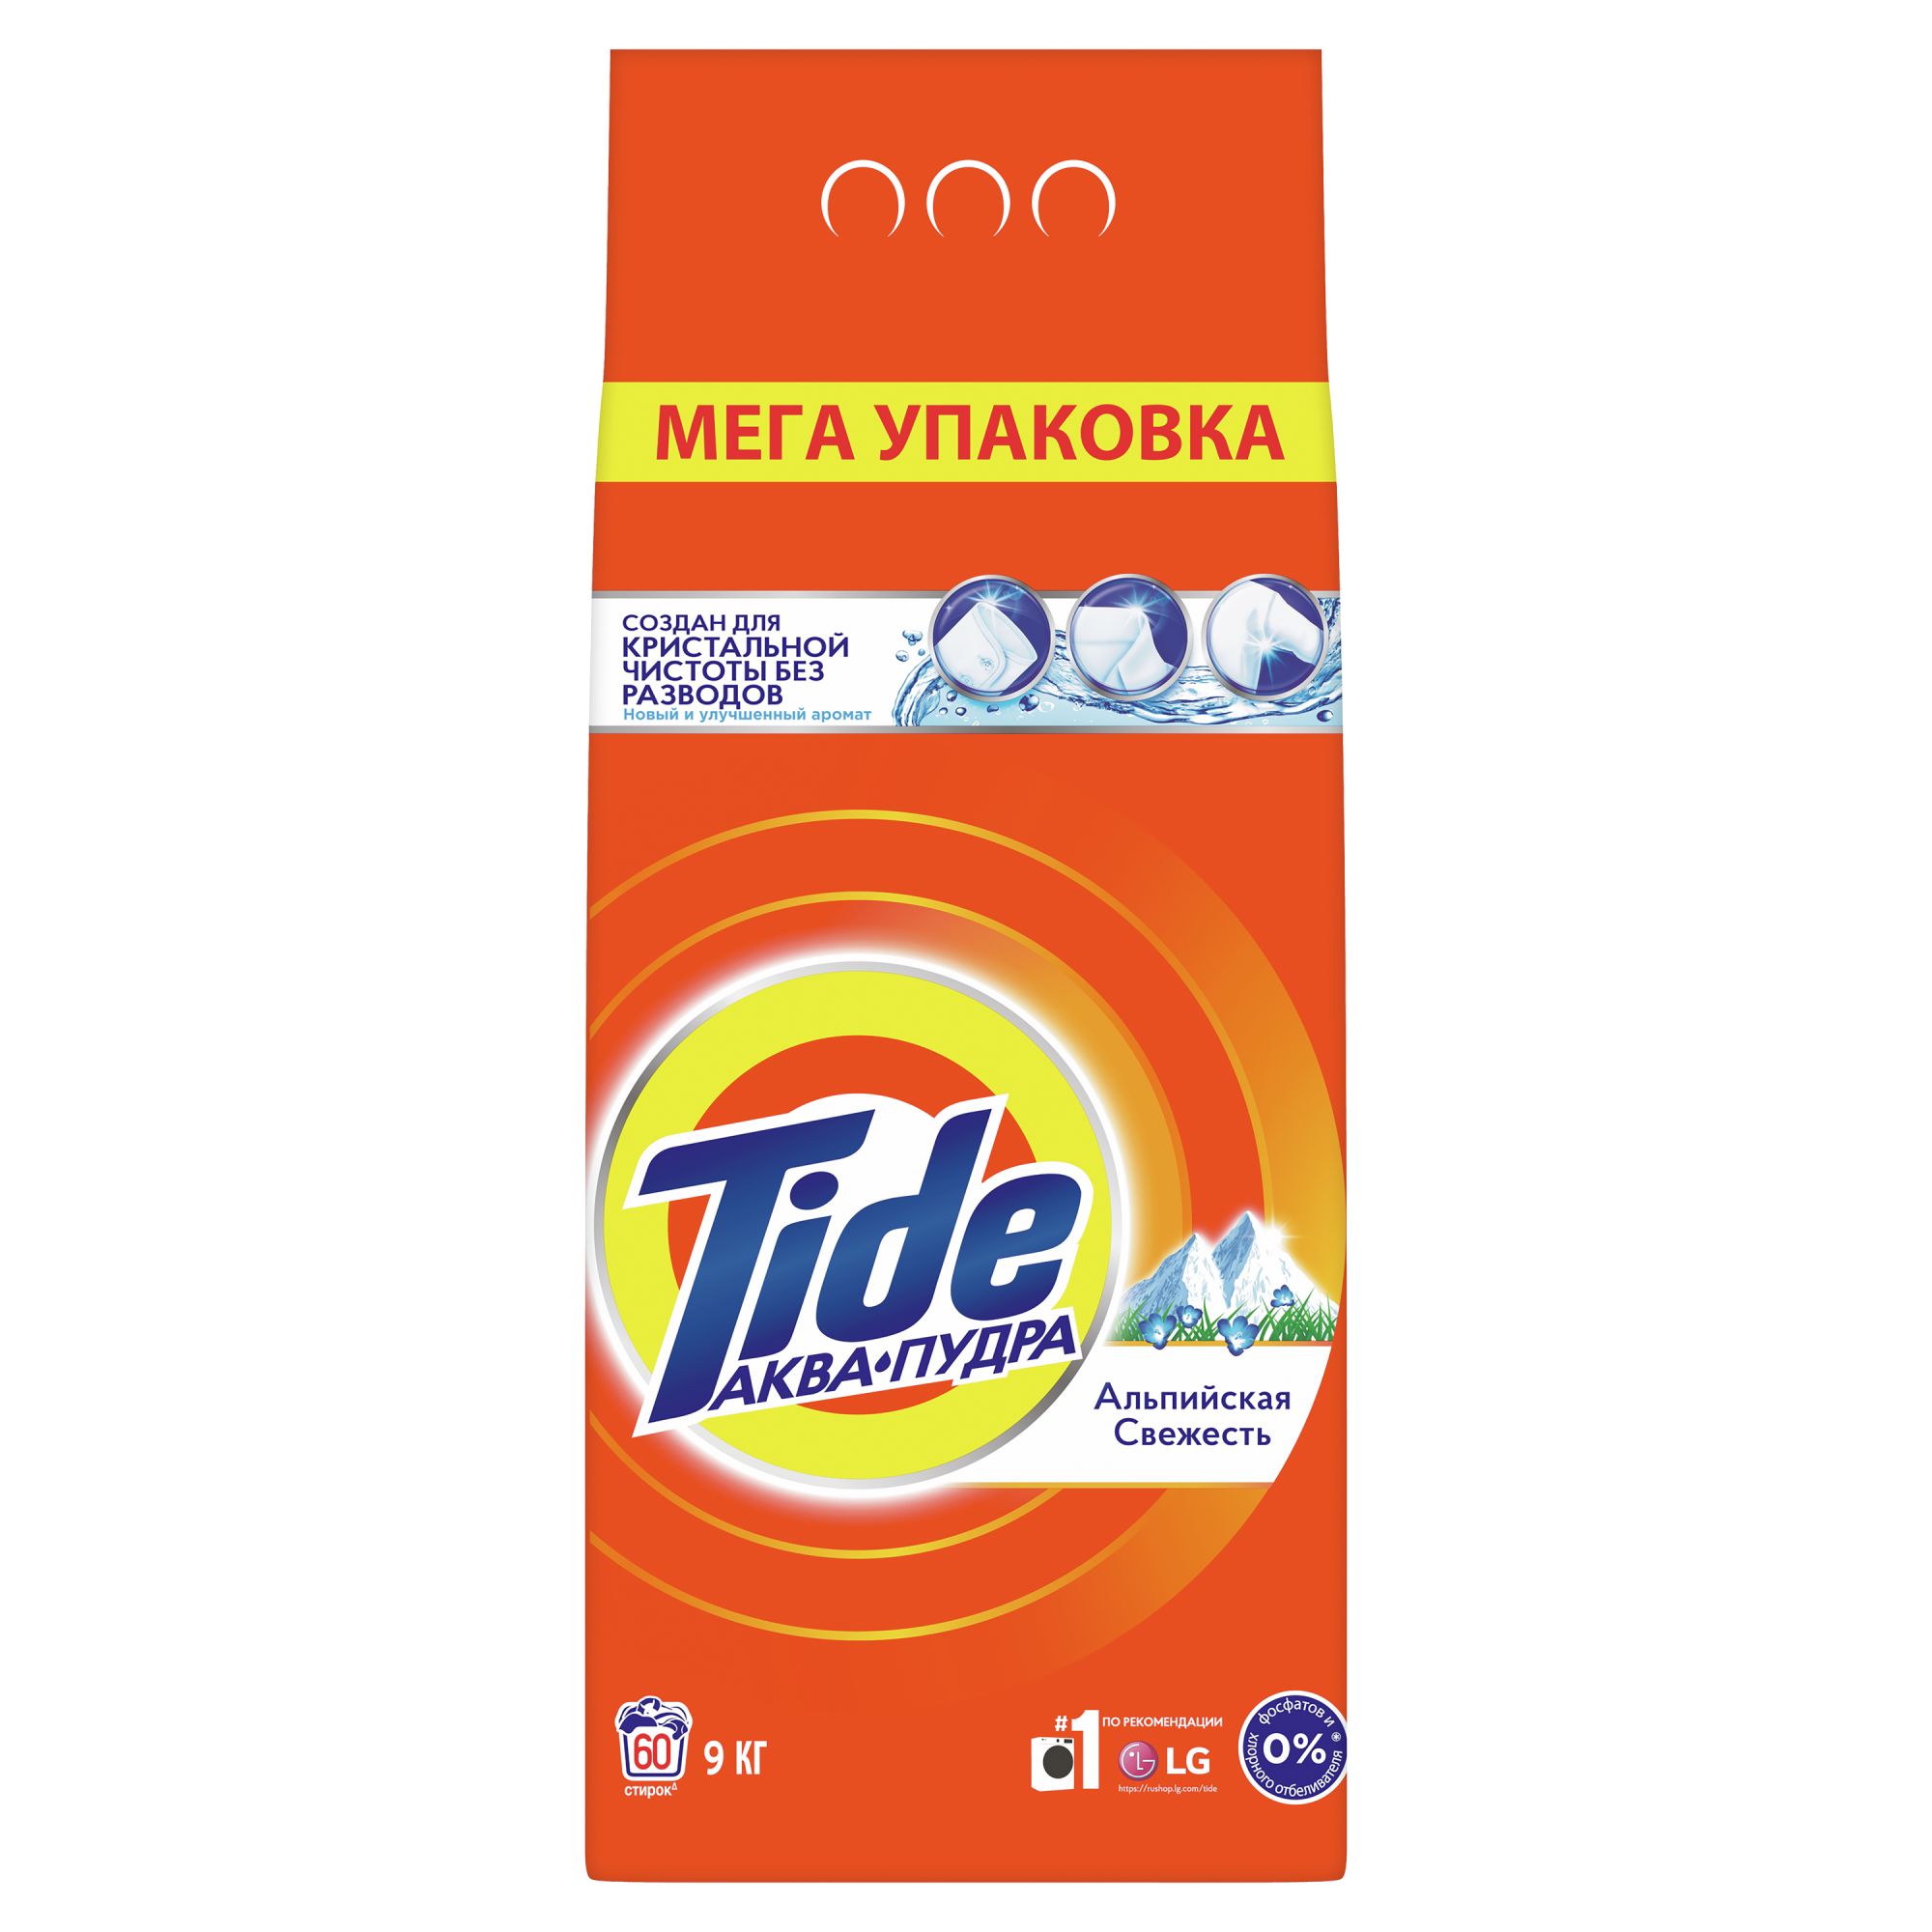 МЕГА УПАКОВКА
СОЗДАН ДЛЯ
КРИСТАЛЬНОЙ
ЧИСТОТЫ БЕЗ
РАЗВОДОВ
Новый и улучшенный аромат
Tide
АКВА•ПУДРА
Альпийская
Свежесть
60
стирокΔ
9 КГ
#1 ПО РЕКОМЕНДАЦИИ
LG
https://rushop.lg.com/tide
0%
фосфатов и
хлорного отбеливателя *